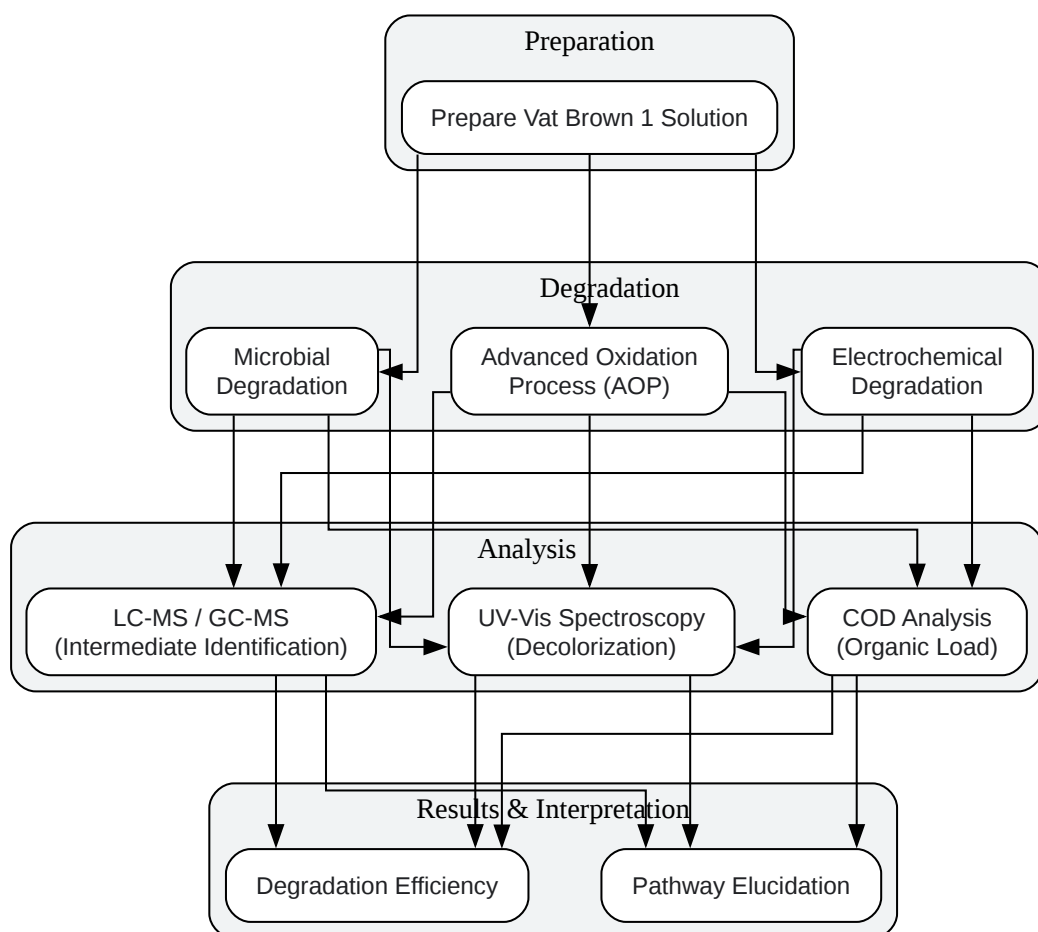 Preparation
Prepare Vat Brown 1 Solution
Degradation
Microbial
Degradation
Advanced Oxidation
Process (AOP)
Electrochemical
Degradation
Analysis
LC-MS / GC-MS
(Intermediate Identification)
UV-Vis Spectroscopy
(Decolorization)
COD Analysis
(Organic Load)
Results & Interpretation
Degradation Efficiency
Pathway Elucidation